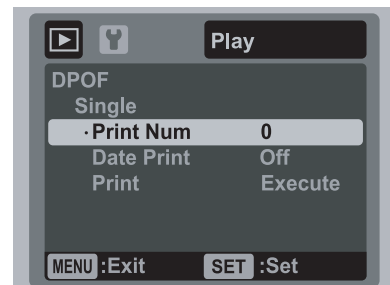 Play
DPOF
Single
·Print Num 0
Date Print Off
Print Execute
MENU :Exit SET :Set